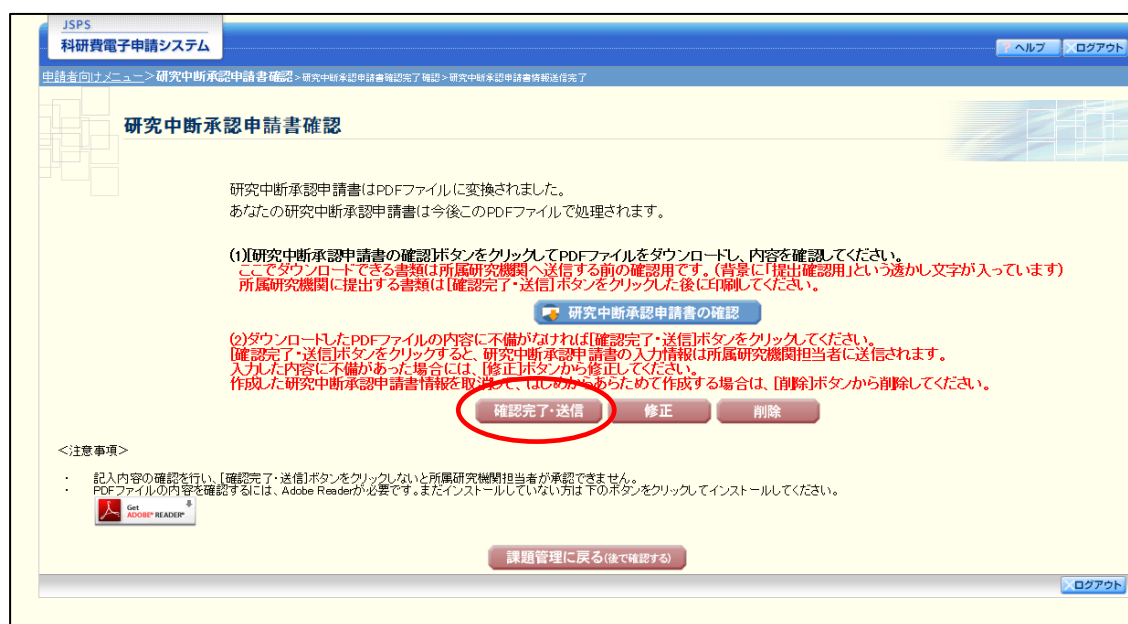 JSPS
科研費電子申請システム
? ヘルプ ログアウト
申請者向けメニュー>研究中断承認申請書確認>研究中断承認申請書確認完了確認>研究中断承認申請書情報送信完了
研究中断承認申請書確認
研究中断承認申請書はPDFファイルに変換されました。
あなたの研究中断承認申請書は今後このPDFファイルで処理されます。
(1)[研究中断承認申請書の確認]ボタンをクリックしてPDFファイルをダウンロードし、内容を確認してください。
ここでダウンロードできる書類は所属研究機関へ送信する前の確認用です。(背景に「提出確認用」という透かし文字が入っています)
所属研究機関に提出する書類は[確認完了・送信]ボタンをクリックした後に印刷してください。
研究中断承認申請書の確認
(2)ダウンロードしたPDFファイルの内容に不備がなければ[確認完了・送信]ボタンをクリックしてください。
[確認完了・送信]ボタンをクリックすると、研究中断承認申請書の入力情報は所属研究機関担当者に送信されます。
入力した内容に不備があった場合には、[修正]ボタンから修正してください。
作成した研究中断承認申請書情報を取消して、はじめからあらためて作成する場合は、[削除]ボタンから削除してください。
確認完了・送信 修正 削除
<注意事項>
・ 記入内容の確認を行い、[確認完了・送信]ボタンをクリックしないと所属研究機関担当者が承認できません。
・ PDFファイルの内容を確認するには、Adobe Readerが必要です。まだインストールしていない方は下のボタンをクリックしてインストールしてください。
Get
ADOBE® READER®
課題管理に戻る(後で確認する)
ログアウト